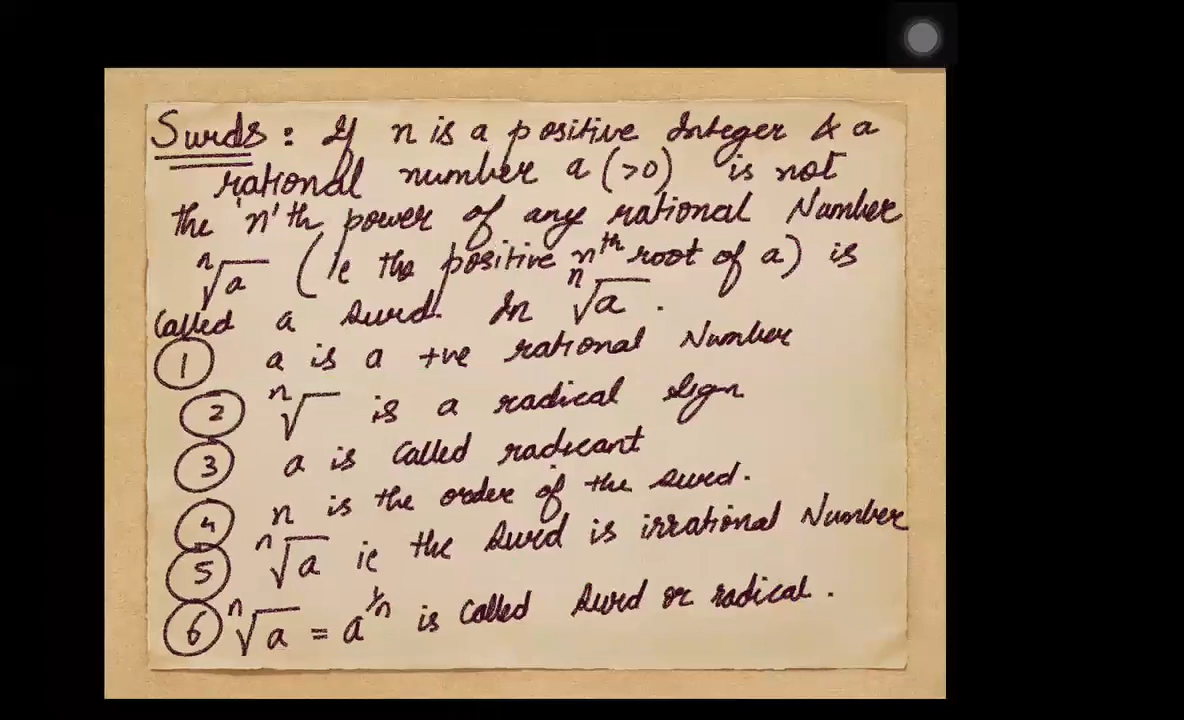 Surds: If n is a positive Integer & a
rational number a (>0) is not
the 'n'th power of any rational Number
ⁿ√a (ie the positive nᵗʰ root of a) is
Called a Surd. In ⁿ√a .
① a is a +ve rational Number
② ⁿ√ is a radical Sign
③ a is Called radicant
④ n is the order of the surd.
⑤ ⁿ√a ie the Surd is irrational Number
⑥ ⁿ√a = a^1/n is Called Surd or radical.